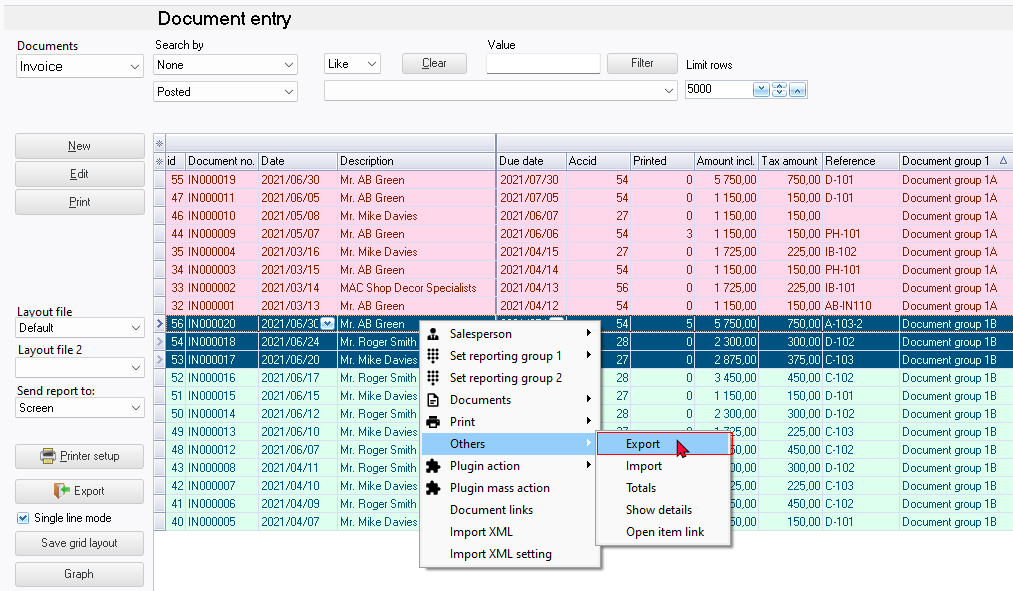 Document entry
Documents
Search by
Value
Invoice
None
Like
Clear
Filter
Limit rows
Posted
5000
New
Edit
Print
Layout file
Default
Layout file 2
Send report to:
Screen
Printer setup
Export
Single line mode
Save grid layout
Graph
id Document no. Date Description Due date Accid Printed Amount incl. Tax amount Reference Document group 1
55 IN000019 2021/06/30 Mr. AB Green 2021/07/30 54 0 5 750,00 750,00 D-101 Document group 1A
47 IN000011 2021/06/05 Mr. AB Green 2021/07/05 54 0 1 150,00 150,00 D-101 Document group 1A
46 IN000010 2021/05/08 Mr. Mike Davies 2021/06/07 27 0 1 150,00 150,00 Document group 1A
44 IN000009 2021/05/07 Mr. AB Green 2021/06/06 54 3 1 150,00 150,00 PH-101 Document group 1A
35 IN000004 2021/03/16 Mr. Mike Davies 2021/04/15 27 0 1 725,00 225,00 IB-102 Document group 1A
34 IN000003 2021/03/15 Mr. AB Green 2021/04/14 54 0 1 150,00 150,00 PH-101 Document group 1A
33 IN000002 2021/03/14 MAC Shop Decor Specialists 2021/04/13 56 0 1 725,00 225,00 IB-101 Document group 1A
32 IN000001 2021/03/13 Mr. AB Green 2021/04/12 54 0 1 150,00 150,00 AB-IN110 Document group 1A
56 IN000020 2021/06/30 Mr. AB Green 54 5 5 750,00 750,00 A-103-2 Document group 1B
54 IN000018 2021/06/24 Mr. Roger Smith 28 0 2 300,00 300,00 D-102 Document group 1B
53 IN000017 2021/06/20 Mr. Mike Davies 27 0 2 875,00 375,00 C-103 Document group 1B
52 IN000016 2021/06/17 Mr. Roger Smith 28 0 3 450,00 450,00 C-102 Document group 1B
51 IN000015 2021/06/15 Mr. Mike Davies 27 0 1 150,00 150,00 D-101 Document group 1B
50 IN000014 2021/06/12 Mr. Roger Smith 28 0 2 300,00 300,00 D-102 Document group 1B
49 IN000013 2021/06/10 Mr. Mike Davies 225,00 C-103 Document group 1B
48 IN000012 2021/06/07 Mr. Roger Smith 450,00 C-102 Document group 1B
43 IN000008 2021/04/11 Mr. Roger Smith 300,00 D-102 Document group 1B
42 IN000007 2021/04/10 Mr. Mike Davies 225,00 C-103 Document group 1B
41 IN000006 2021/04/09 Mr. Roger Smith 450,00 C-102 Document group 1B
40 IN000005 2021/04/07 Mr. Mike Davies 150,00 D-101 Document group 1B
Salesperson
Set reporting group 1
Set reporting group 2
Documents
Print
Others
Plugin action
Plugin mass action
Document links
Import XML
Import XML setting
Export
Import
Totals
Show details
Open item link